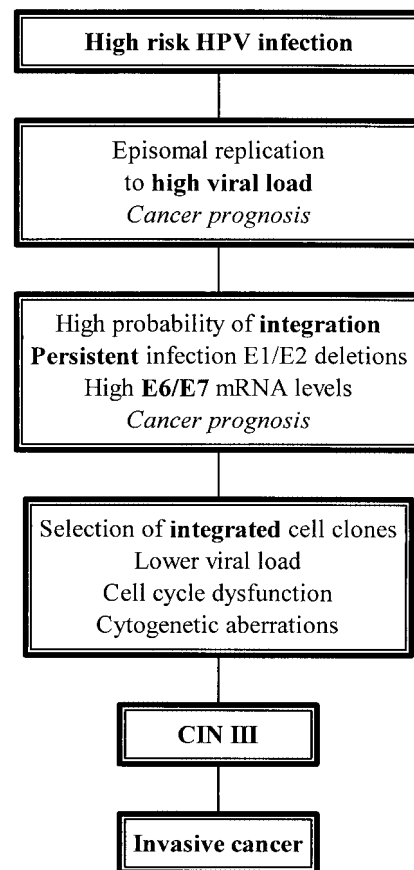 High risk HPV infection
Episomal replication
to high viral load
Cancer prognosis
High probability of integration
Persistent infection E1/E2 deletions
High E6/E7 mRNA levels
Cancer prognosis
Selection of integrated cell clones
Lower viral load
Cell cycle dysfunction
Cytogenetic aberrations
CIN III
Invasive cancer